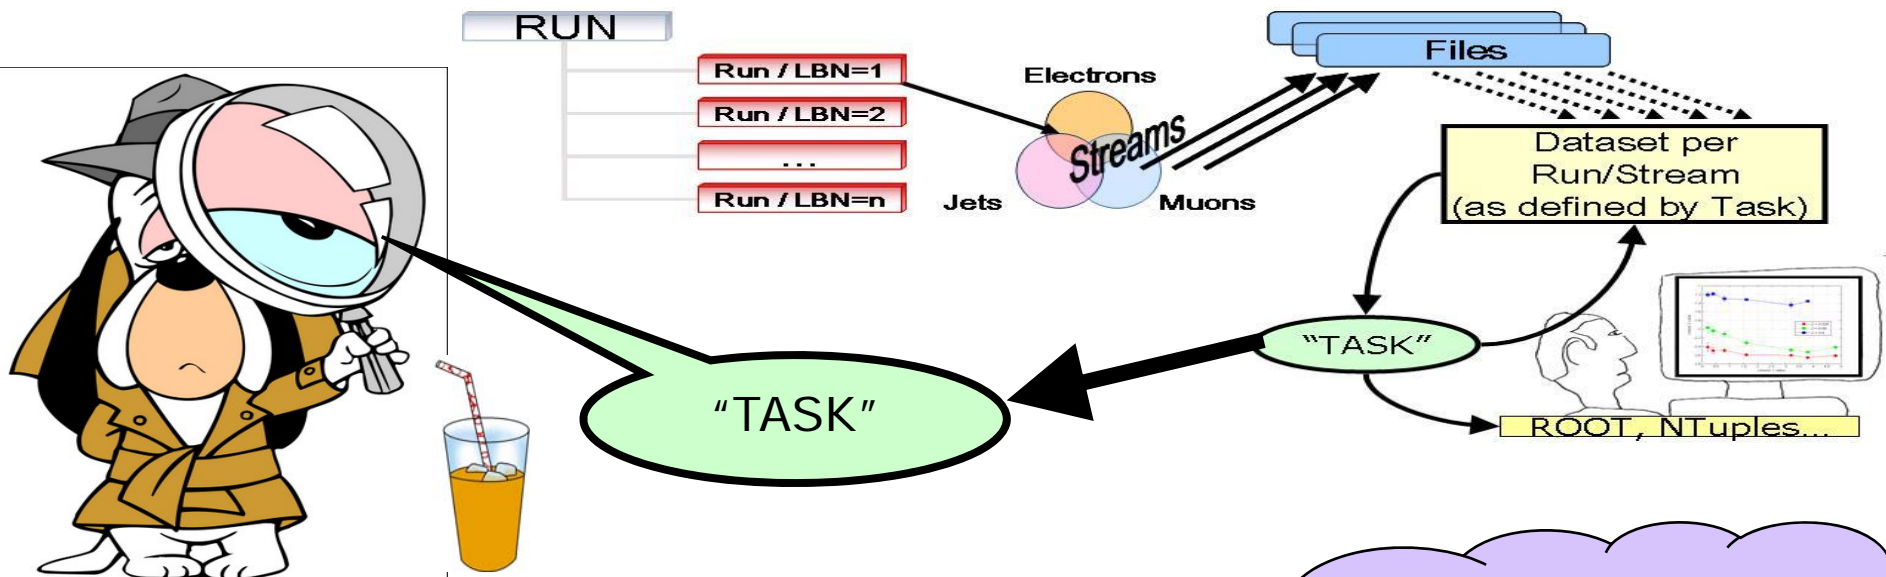 RUN
Run / LBN=1
Run / LBN=2
...
Run / LBN=n
Electrons
Streams
Jets
Muons
Files
Dataset per
Run/Stream
(as defined by Task)
"TASK"
"TASK"
ROOT, NTuples...